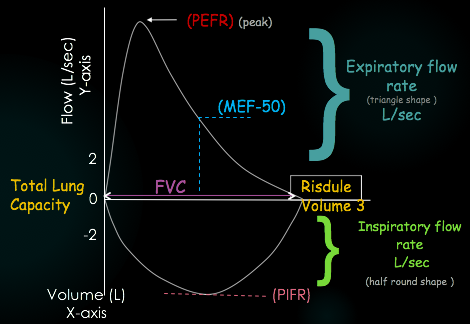 (PEFR) (peak)
Flow (L/sec)
Y-axis
Expiratory flow
rate
(triangle shape )
L/sec
(MEF-50)
2
Total Lung
Capacity
0
FVC
Risdule
Volume 3
-2
Inspiratory flow
rate
L/sec
(half round shape )
Volume (L)
X-axis
(PIFR)